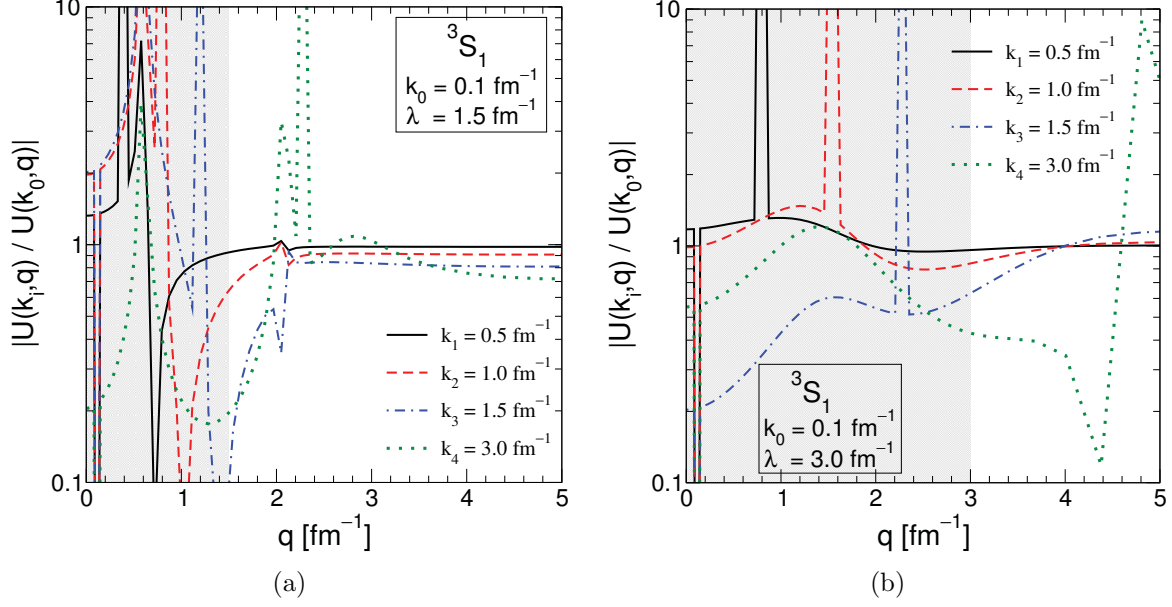 10
1
0.1
|U(kᵢ,q) / U(k₀,q)|
³S₁
k₀ = 0.1 fm⁻¹
λ = 1.5 fm⁻¹
k₁ = 0.5 fm⁻¹
k₂ = 1.0 fm⁻¹
k₃ = 1.5 fm⁻¹
k₄ = 3.0 fm⁻¹
0 1 2 3 4 5
q [fm⁻¹]
(a)
10
1
0.1
|U(kᵢ,q) / U(k₀,q)|
k₁ = 0.5 fm⁻¹
k₂ = 1.0 fm⁻¹
k₃ = 1.5 fm⁻¹
k₄ = 3.0 fm⁻¹
³S₁
k₀ = 0.1 fm⁻¹
λ = 3.0 fm⁻¹
0 1 2 3 4 5
q [fm⁻¹]
(b)